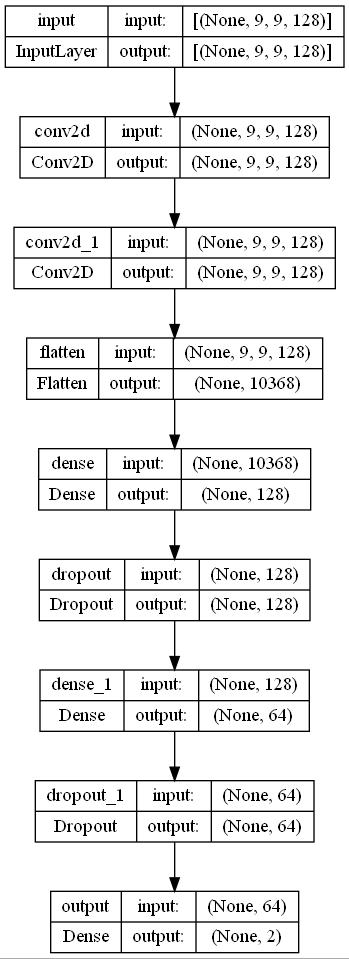 input input: [(None, 9, 9, 128)]
InputLayer output: [(None, 9, 9, 128)]
conv2d input: (None, 9, 9, 128)
Conv2D output: (None, 9, 9, 128)
conv2d_1 input: (None, 9, 9, 128)
Conv2D output: (None, 9, 9, 128)
flatten input: (None, 9, 9, 128)
Flatten output: (None, 10368)
dense input: (None, 10368)
Dense output: (None, 128)
dropout input: (None, 128)
Dropout output: (None, 128)
dense_1 input: (None, 128)
Dense output: (None, 64)
dropout_1 input: (None, 64)
Dropout output: (None, 64)
output input: (None, 64)
Dense output: (None, 2)